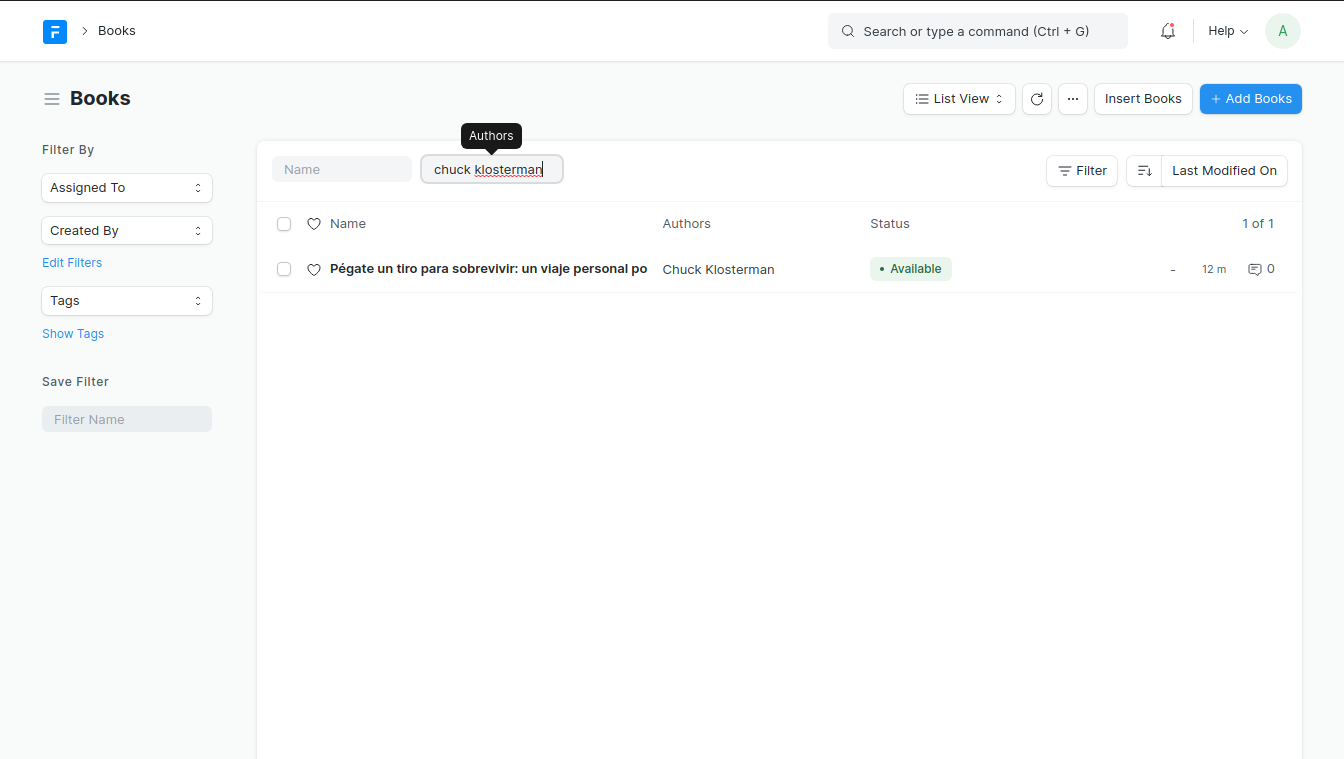 Books
Search or type a command (Ctrl + G)
Help
A
Books
List View
Insert Books
+ Add Books
Authors
Filter By
Assigned To
Created By
Edit Filters
Tags
Show Tags
Save Filter
Filter Name
Name
chuck klosterman
Filter
Last Modified On
Name
Authors
Status
1 of 1
Pégate un tiro para sobrevivir: un viaje personal po
Chuck Klosterman
Available
-
12 m
0